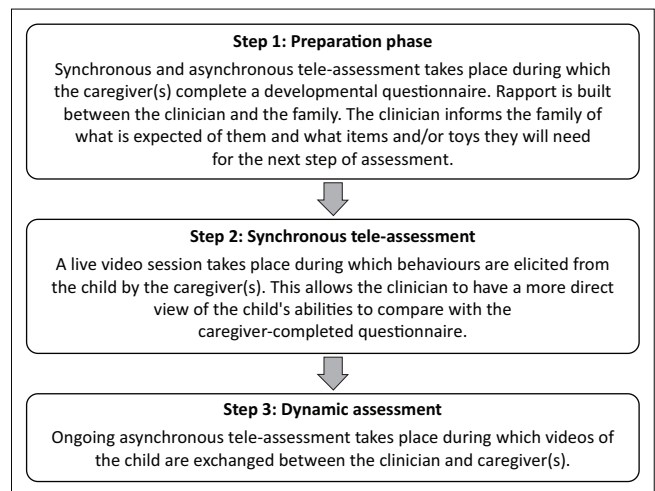 Step 1: Preparation phase
Synchronous and asynchronous tele-assessment takes place during which
the caregiver(s) complete a developmental questionnaire. Rapport is built
between the clinician and the family. The clinician informs the family of
what is expected of them and what items and/or toys they will need
for the next step of assessment.
Step 2: Synchronous tele-assessment
A live video session takes place during which behaviours are elicited from
the child by the caregiver(s). This allows the clinician to have a more direct
view of the child's abilities to compare with the
caregiver-completed questionnaire.
Step 3: Dynamic assessment
Ongoing asynchronous tele-assessment takes place during which videos of
the child are exchanged between the clinician and caregiver(s).